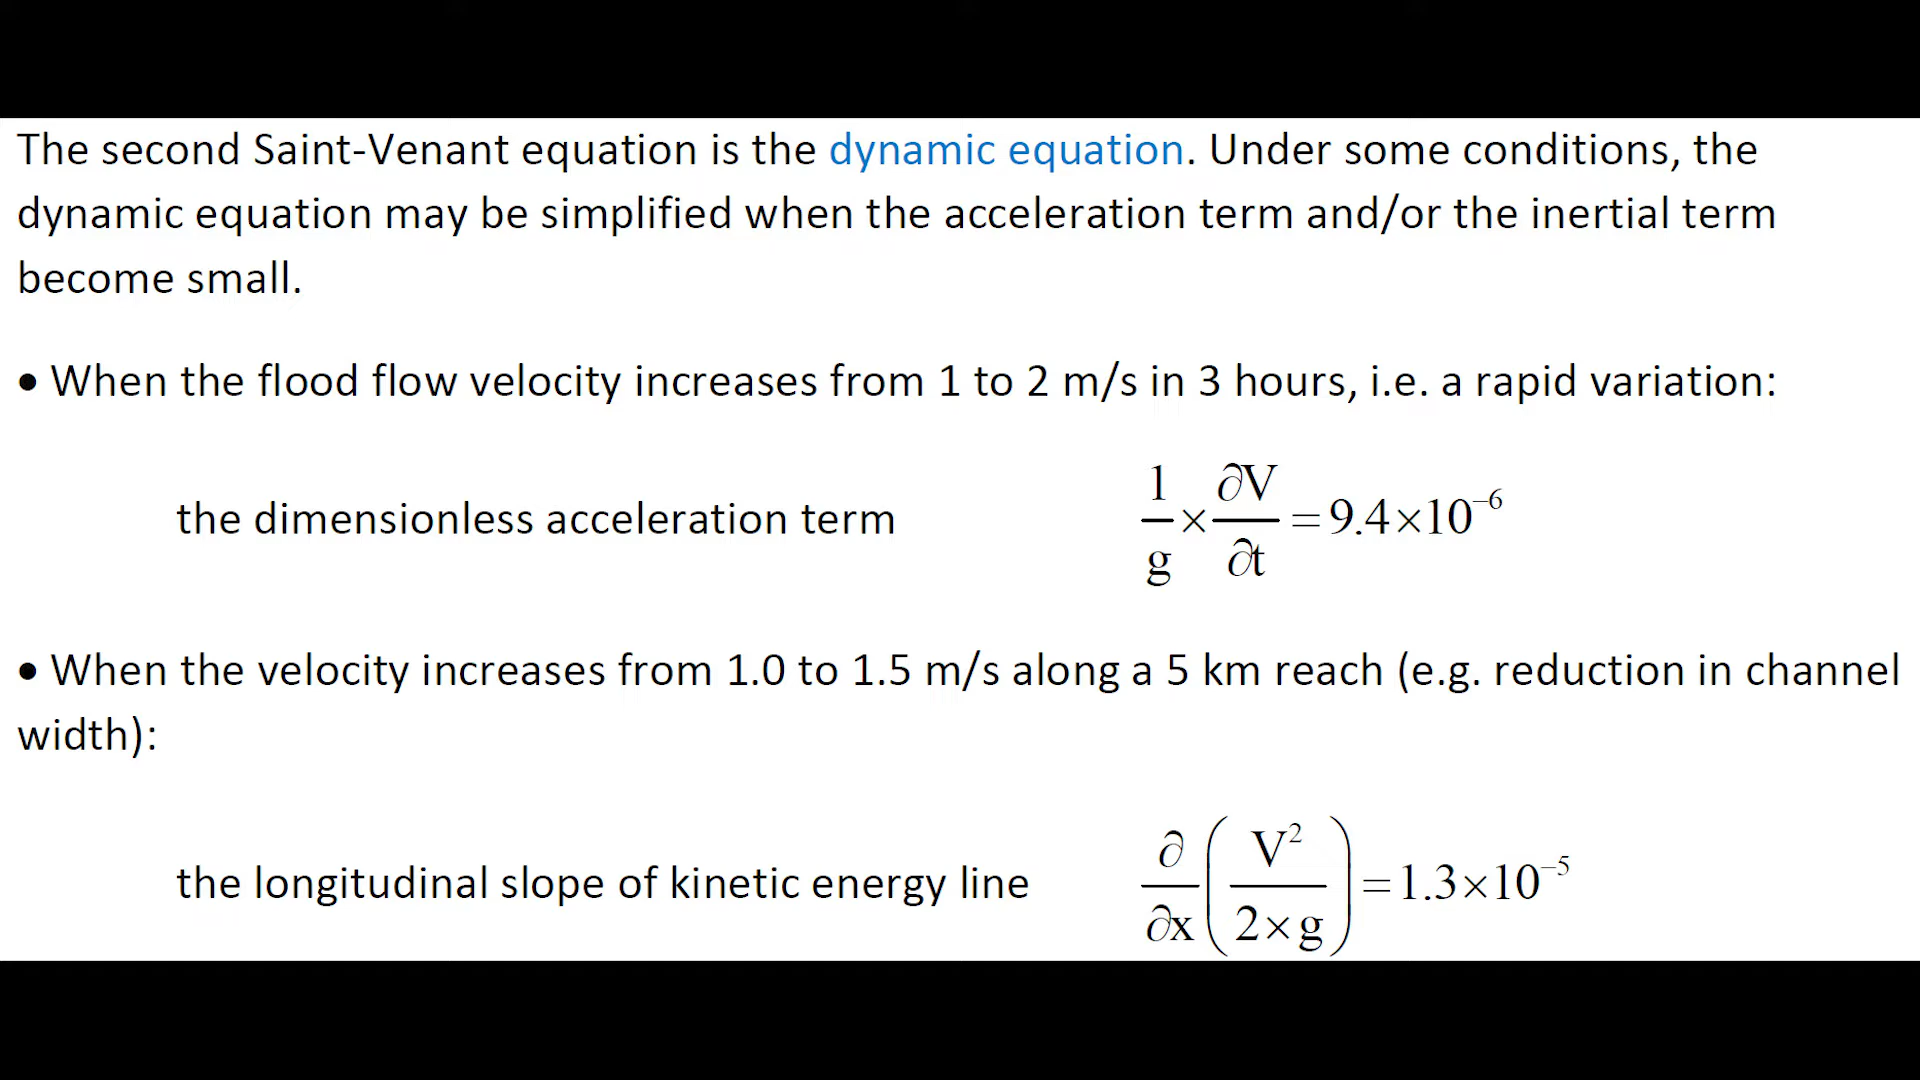 The second Saint-Venant equation is the dynamic equation. Under some conditions, the
dynamic equation may be simplified when the acceleration term and/or the inertial term
become small.
• When the flood flow velocity increases from 1 to 2 m/s in 3 hours, i.e. a rapid variation:
the dimensionless acceleration term 1/g × ∂V/∂t = 9.4×10⁻⁶
• When the velocity increases from 1.0 to 1.5 m/s along a 5 km reach (e.g. reduction in channel
width):
the longitudinal slope of kinetic energy line ∂/∂x (V²/(2×g)) = 1.3×10⁻⁵